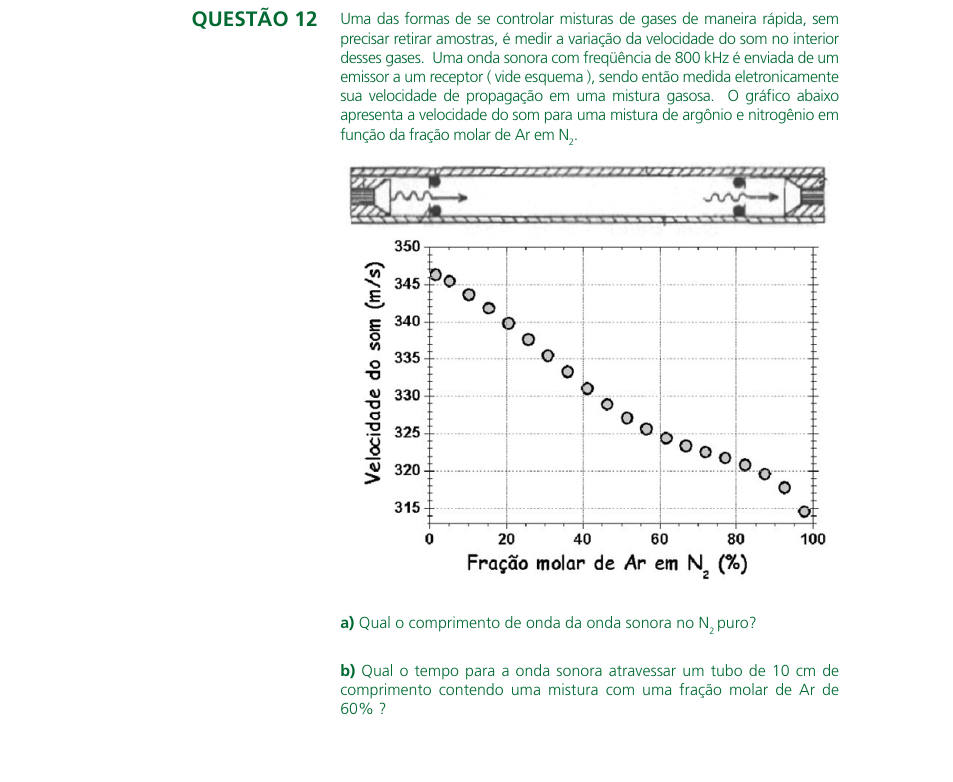 QUESTÃO 12
Uma das formas de se controlar misturas de gases de maneira rápida, sem
precisar retirar amostras, é medir a variação da velocidade do som no interior
desses gases. Uma onda sonora com freqüência de 800 kHz é enviada de um
emissor a um receptor ( vide esquema ), sendo então medida eletronicamente
sua velocidade de propagação em uma mistura gasosa. O gráfico abaixo
apresenta a velocidade do som para uma mistura de argônio e nitrogênio em
função da fração molar de Ar em N2.
350
345
340
335
330
325
320
315
Velocidade do som (m/s)
0 20 40 60 80 100
Fração molar de Ar em N2 (%)
a) Qual o comprimento de onda da onda sonora no N2 puro?
b) Qual o tempo para a onda sonora atravessar um tubo de 10 cm de
comprimento contendo uma mistura com uma fração molar de Ar de
60% ?